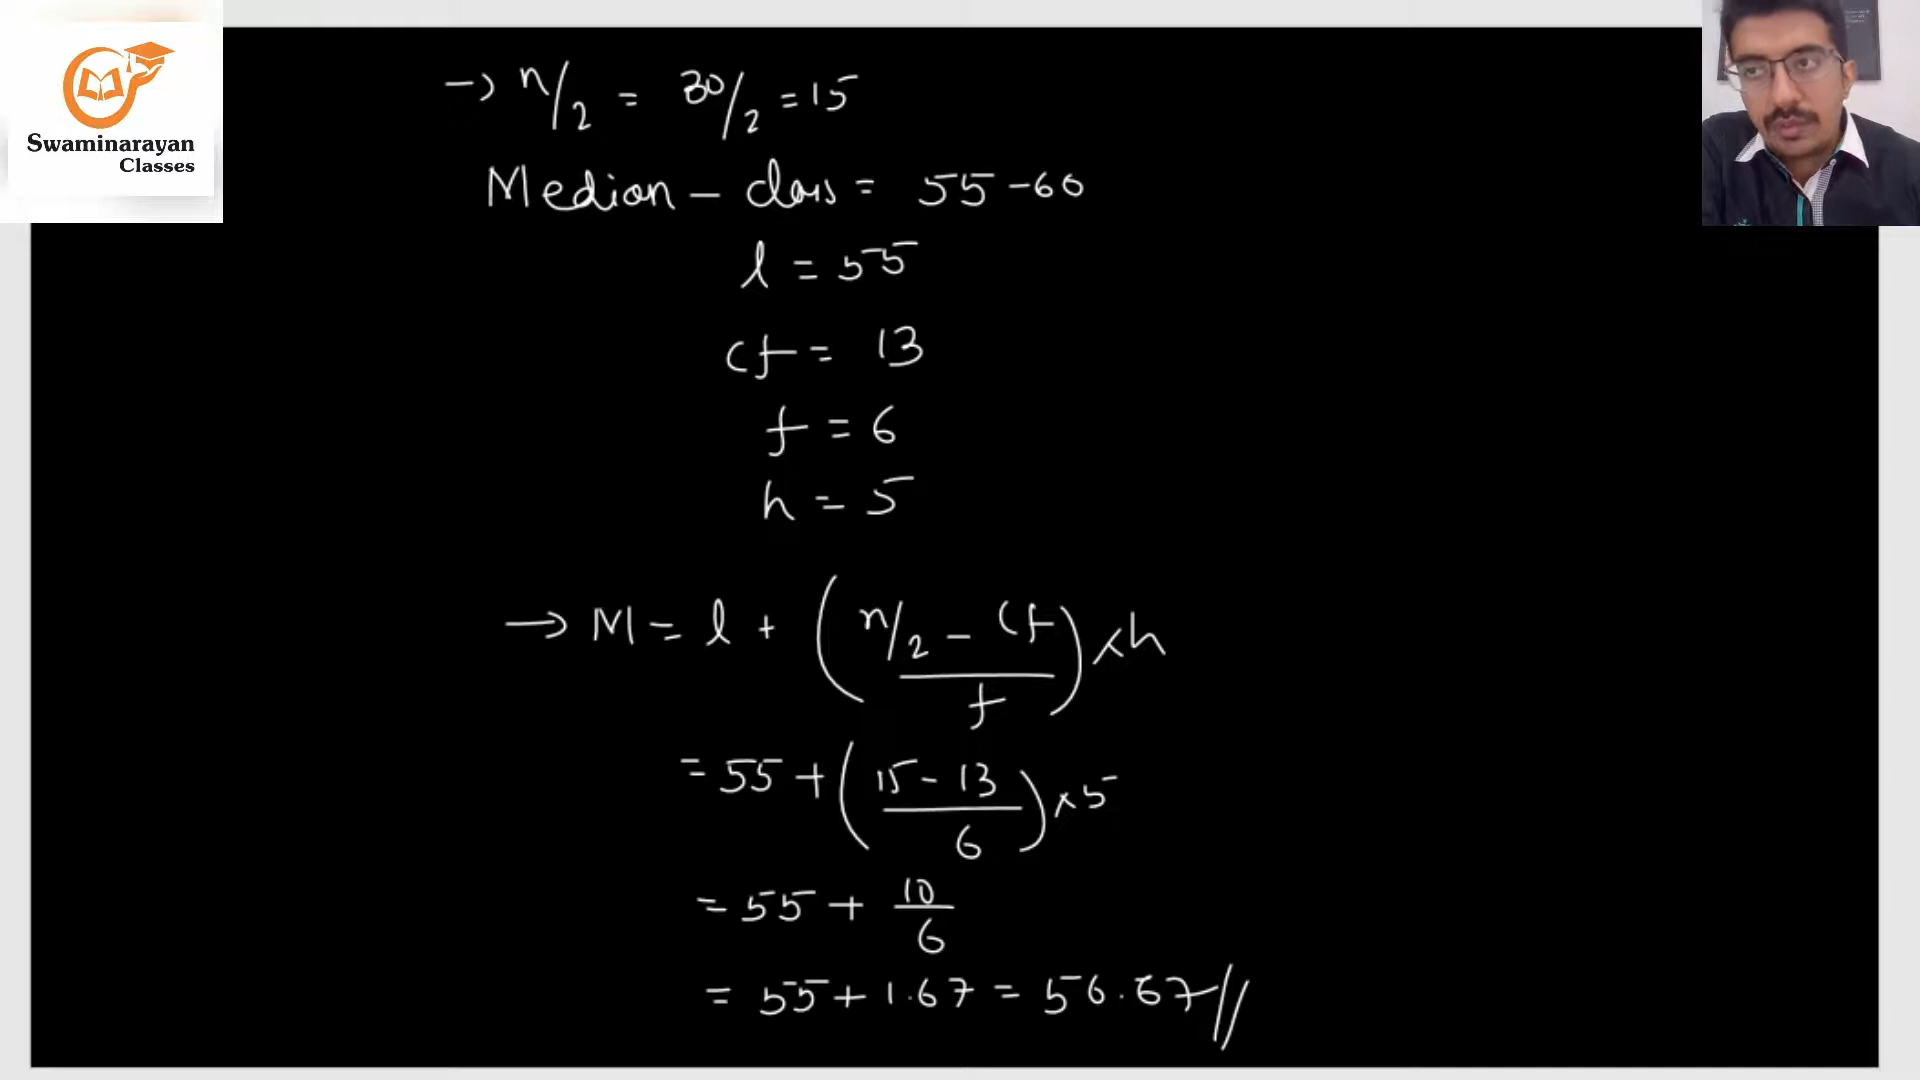 Swaminarayan
Classes
→ n/2 = 30/2 = 15
Median - class = 55 - 60
l = 55
cf = 13
f = 6
h = 5
→ M = l + ( n/2 - cf / f ) × h
= 55 + ( 15 - 13 / 6 ) × 5
= 55 + 10/6
= 55 + 1.67 = 56.67 //